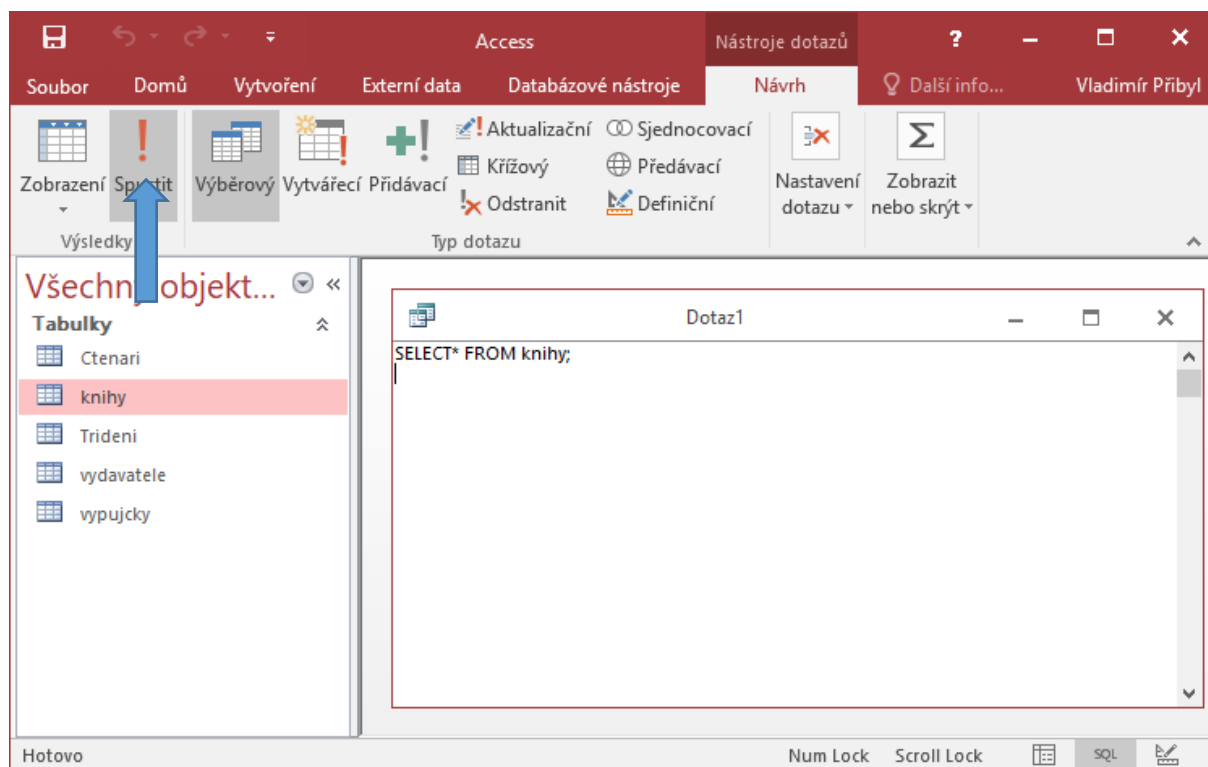 Access
Nástroje dotazů
?
Soubor
Domů
Vytvoření
Externí data
Databázové nástroje
Návrh
Další info...
Vladimír Přibyl
Zobrazení
Výběrový
Vytvářecí
Přidávací
Aktualizační
Křížový
Odstranit
Sjednocovací
Předávací
Definiční
Nastavení
dotazu
Zobrazit
nebo skrýt
Výsledky
Typ dotazu
objekt...
Tabulky
Ctenari
knihy
Trideni
vydavatele
vypujcky
Dotaz1
SELECT* FROM knihy;
Hotovo
Num Lock
Scroll Lock
SQL